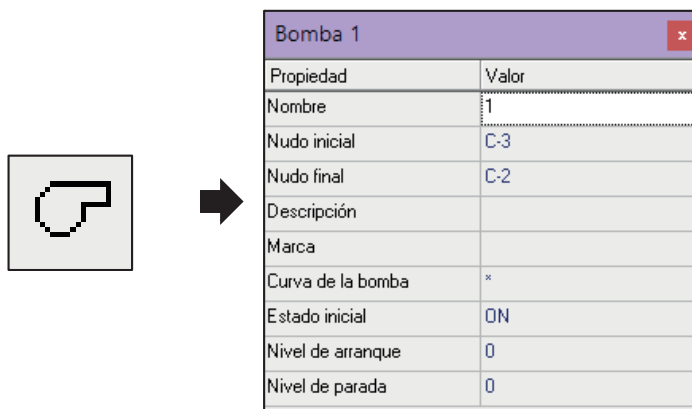 Bomba 1
x
Propiedad Valor
Nombre 1
Nudo inicial C-3
Nudo final C-2
Descripción
Marca
Curva de la bomba *
Estado inicial ON
Nivel de arranque 0
Nivel de parada 0